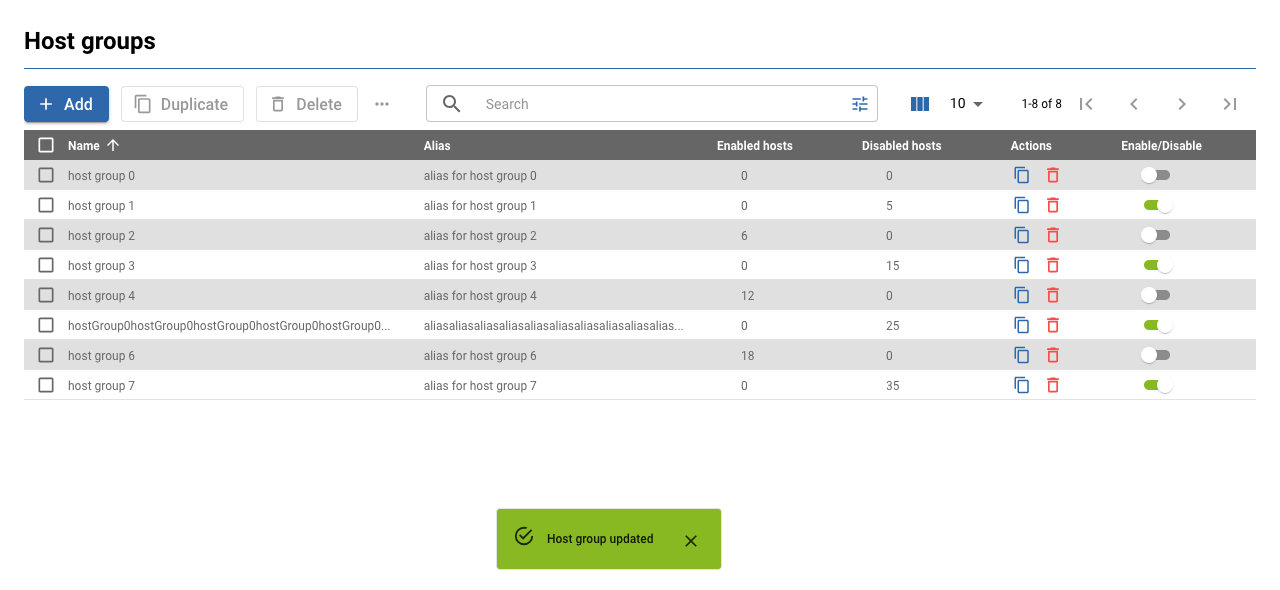 Host groups
Add Duplicate Delete ... Search 10 1-8 of 8
Name Alias Enabled hosts Disabled hosts Actions Enable/Disable
host group 0 alias for host group 0 0 0
host group 1 alias for host group 1 0 5
host group 2 alias for host group 2 6 0
host group 3 alias for host group 3 0 15
host group 4 alias for host group 4 12 0
hostGroup0hostGroup0hostGroup0hostGroup0hostGroup0... aliasaliasaliasaliasaliasaliasaliasaliasaliasaliasalias... 0 25
host group 6 alias for host group 6 18 0
host group 7 alias for host group 7 0 35
Host group updated